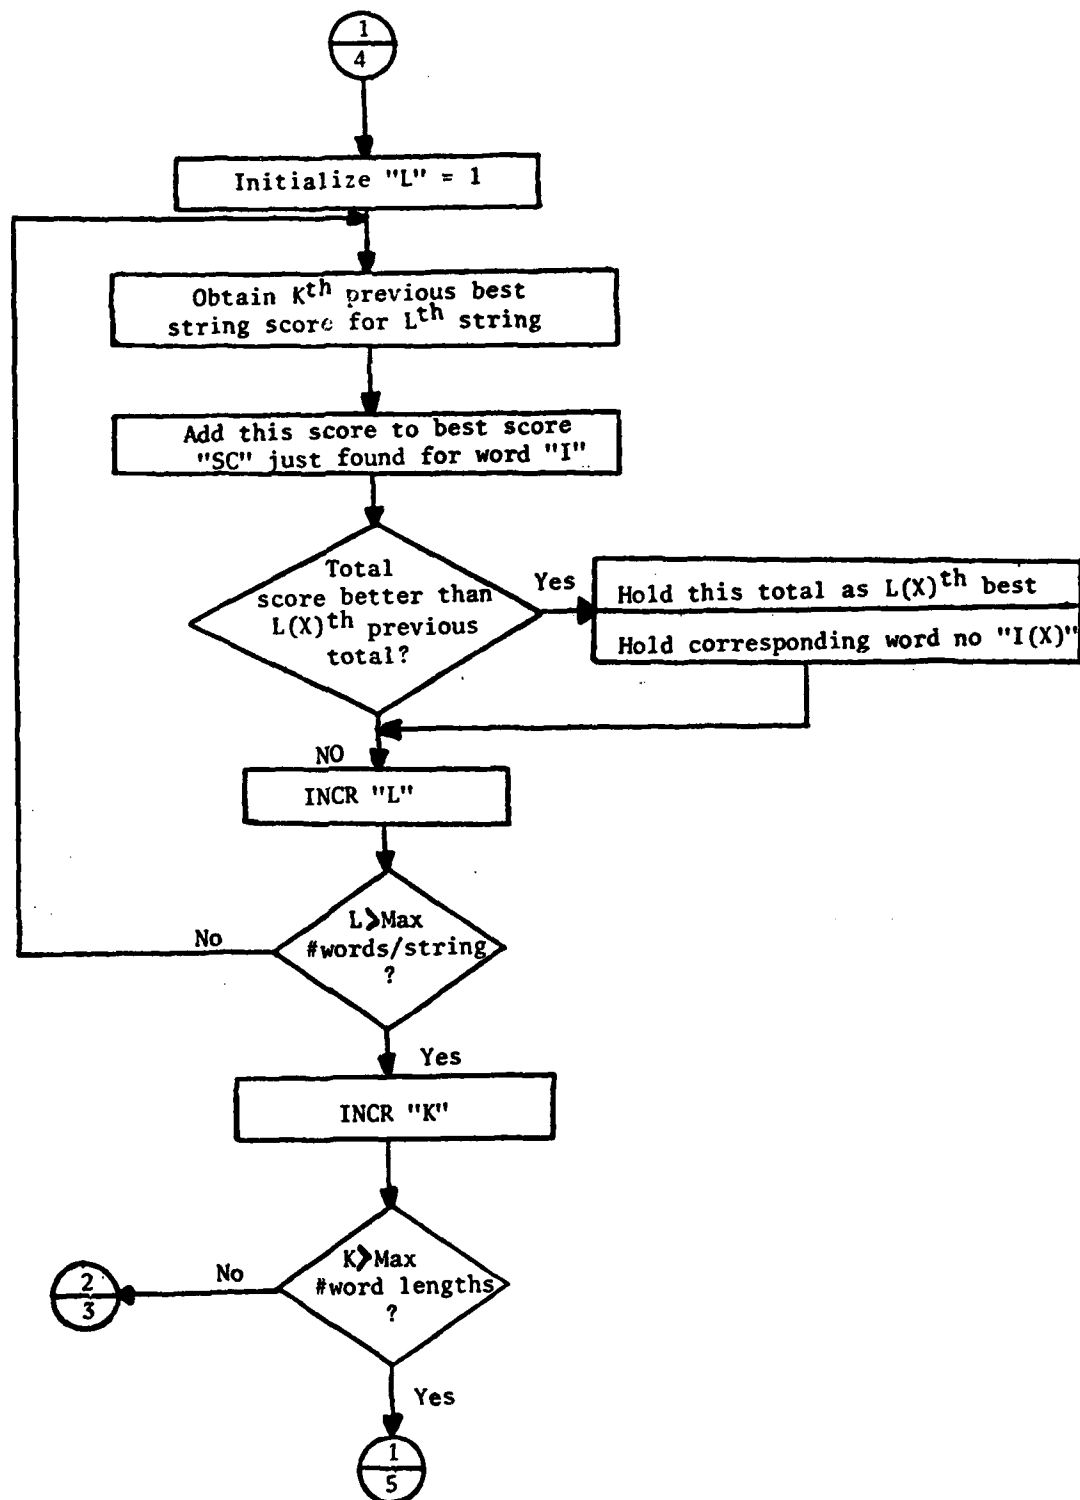 1
4
Initialize "L" = 1
Obtain Kth previous best
string score for Lth string
Add this score to best score
"SC" just found for word "I"
Total
score better than
L(X)th previous
total?
Yes
Hold this total as L(X)th best
Hold corresponding word no "I(X)"
NO
INCR "L"
L>Max
#words/string
?
No
Yes
INCR "K"
K>Max
#word lengths
?
No
2
3
Yes
1
5